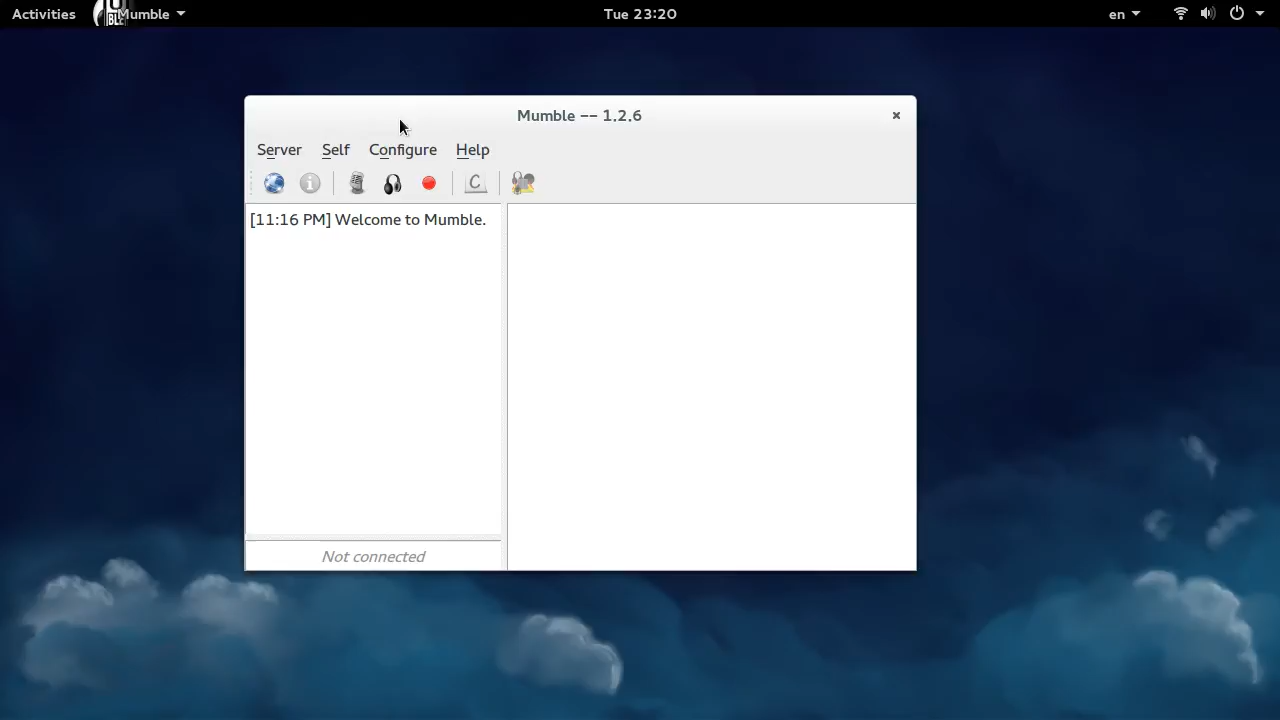 Activities Mumble Tue 23:20 en
Mumble -- 1.2.6
Server Self Configure Help
C
[11:16 PM] Welcome to Mumble.
Not connected